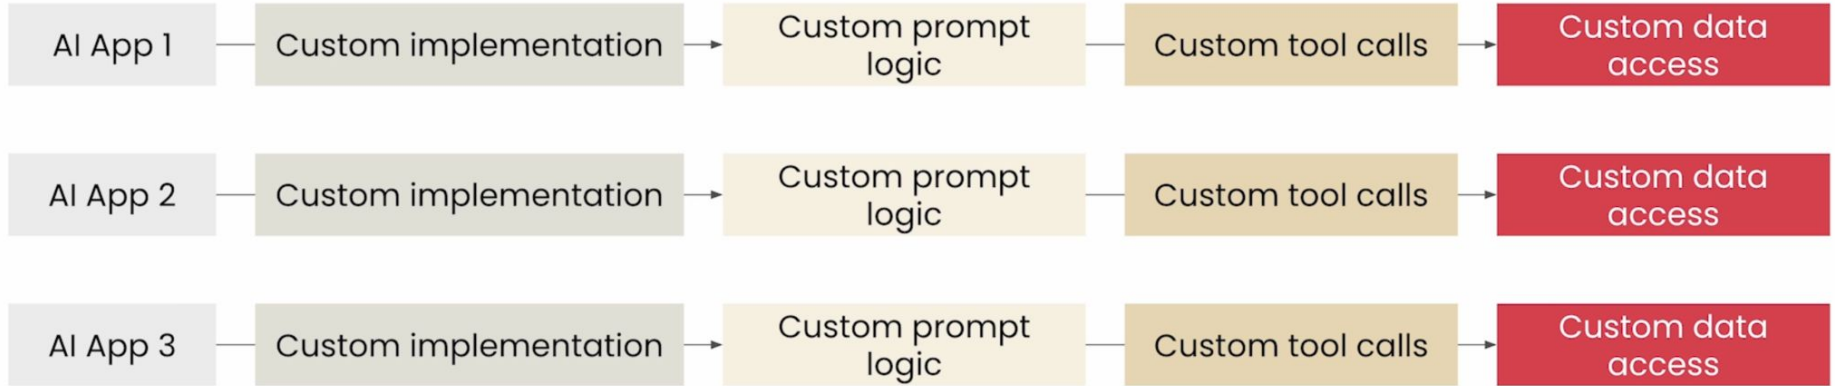 AI App 1
Custom implementation
Custom prompt
logic
Custom tool calls
Custom data
access
AI App 2
Custom implementation
Custom prompt
logic
Custom tool calls
Custom data
access
AI App 3
Custom implementation
Custom prompt
logic
Custom tool calls
Custom data
access